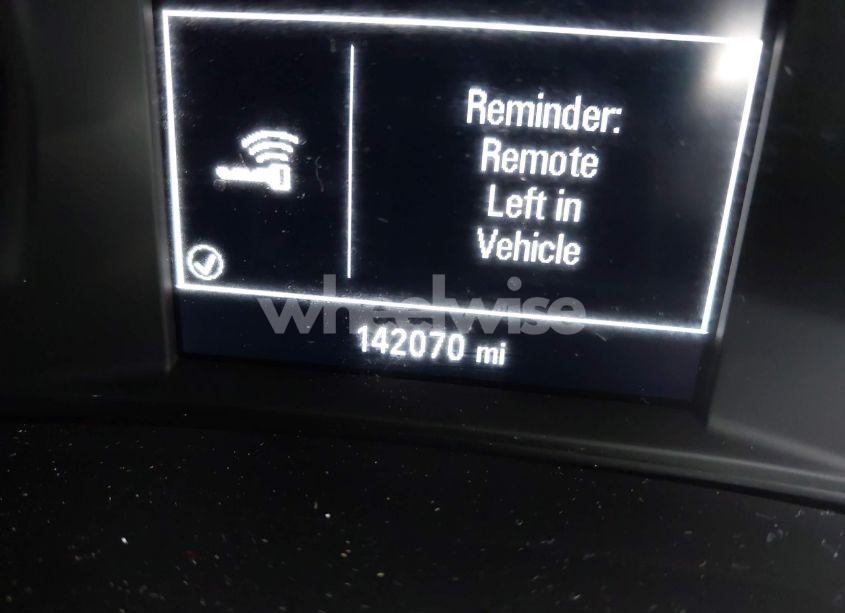 Reminder:
Remote
Left in
Vehicle
wheelwise
142070 mi